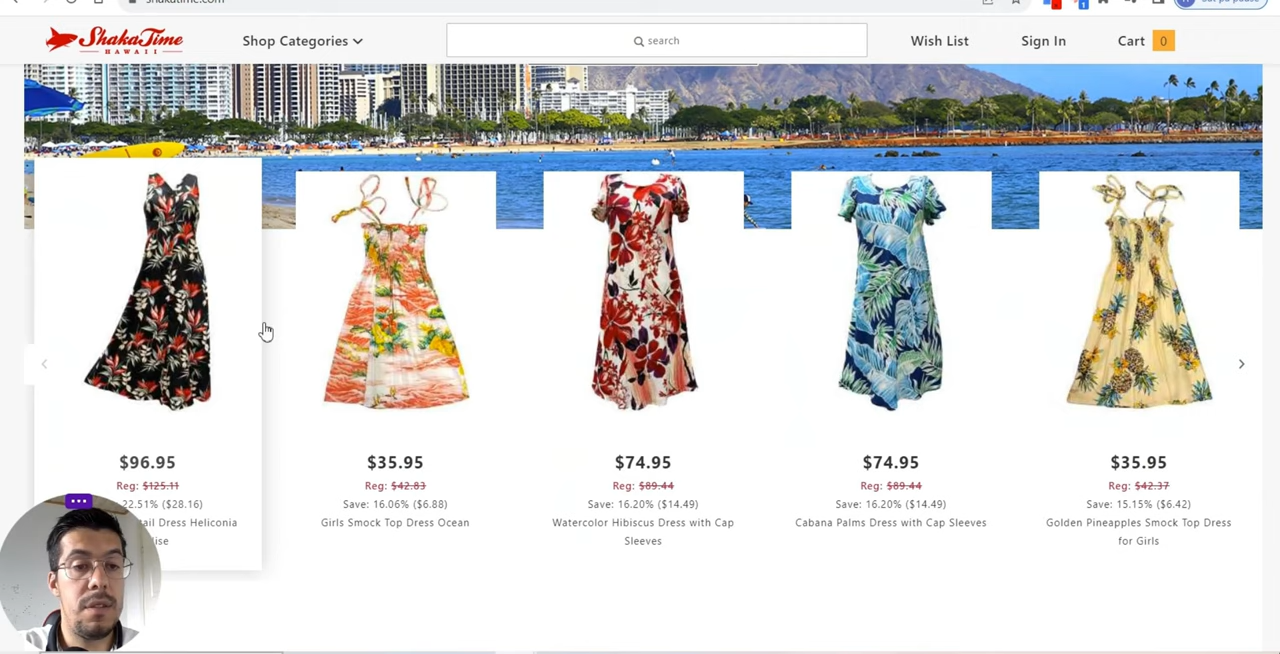 shakatime.com
ShakaTime
HAWAII
Shop Categories
search
Wish List
Sign In
Cart 0
$96.95
Reg: $125.11
22.51% ($28.16)
tail Dress Heliconia
ise
$35.95
Reg: $42.83
Save: 16.06% ($6.88)
Girls Smock Top Dress Ocean
$74.95
Reg: $89.44
Save: 16.20% ($14.49)
Watercolor Hibiscus Dress with Cap
Sleeves
$74.95
Reg: $89.44
Save: 16.20% ($14.49)
Cabana Palms Dress with Cap Sleeves
$35.95
Reg: $42.37
Save: 15.15% ($6.42)
Golden Pineapples Smock Top Dress
for Girls